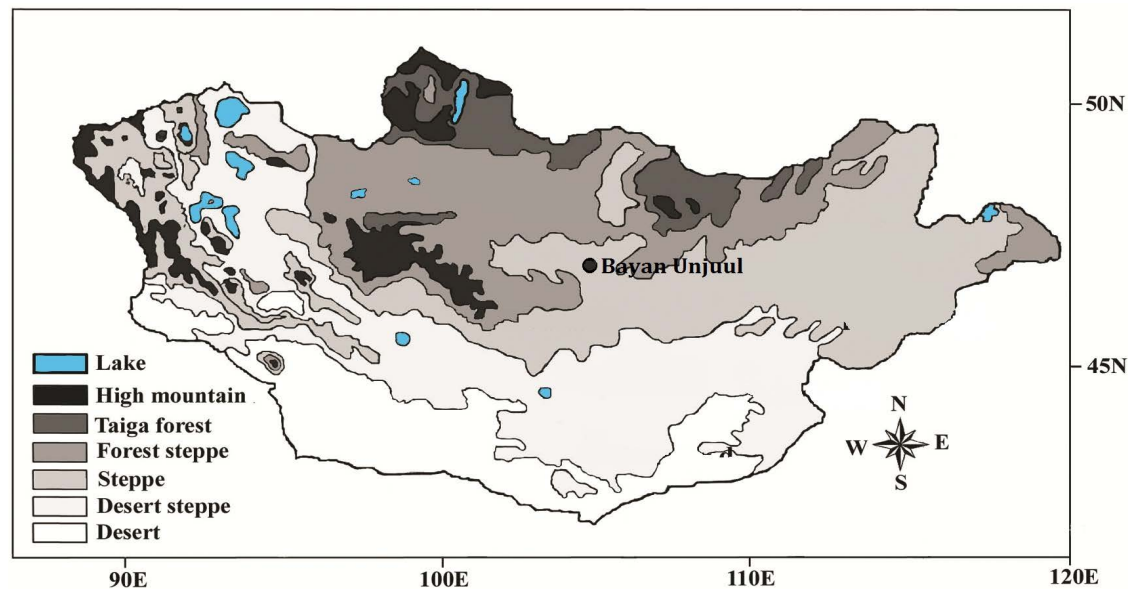 50N
Bayan Unjuul
45N
Lake
High mountain
Taiga forest
Forest steppe
Steppe
Desert steppe
Desert
N
W E
S
90E 100E 110E 120E